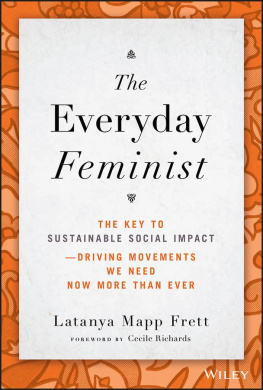 The
Everyday
Feminist
THE KEY TO
SUSTAINABLE SOCIAL IMPACT
—DRIVING MOVEMENTS
WE NEED
NOW MORE THAN EVER
Latanya Mapp Frett
FOREWORD BY Cecile Richards
WILEY